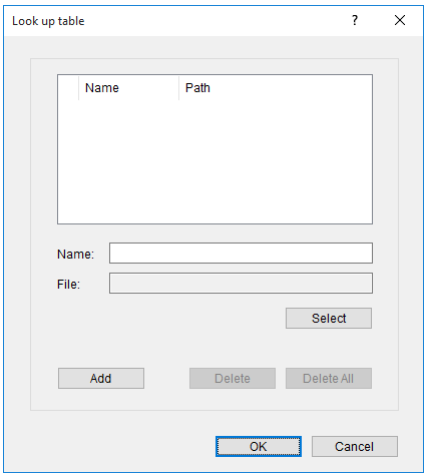 Look up table ?
Name Path
Name:
File:
Select
Add Delete Delete All
OK Cancel